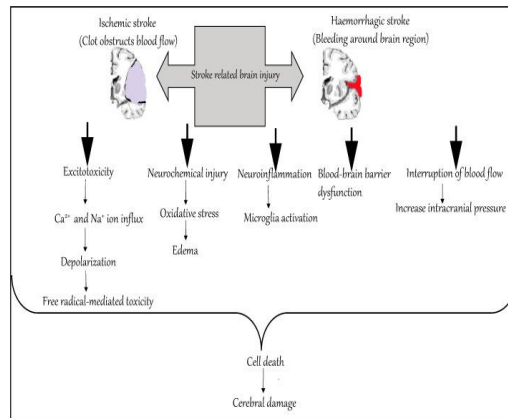 Ischemic stroke
(Clot obstructs blood flow)
Haemorrhagic stroke
(Bleeding around brain region)
Stroke related brain injury
Excitotoxicity
Ca²⁺ and Na⁺ ion influx
Depolarization
Free radical-mediated toxicity
Neurochemical injury
Oxidative stress
Edema
Neuroinflammation
Microglia activation
Blood-brain barrier
dysfunction
Interruption of blood flow
Increase intracranial pressure
Cell death
Cerebral damage